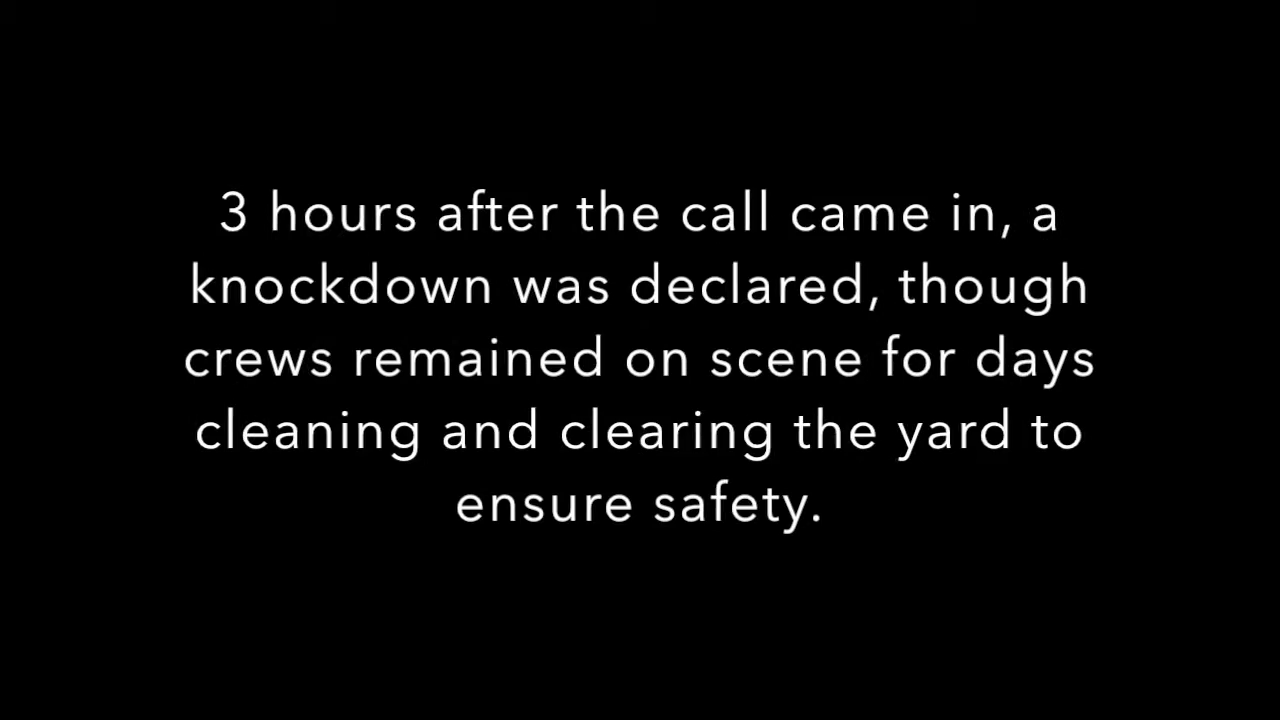 3 hours after the call came in, a
knockdown was declared, though
crews remained on scene for days
cleaning and clearing the yard to
ensure safety.